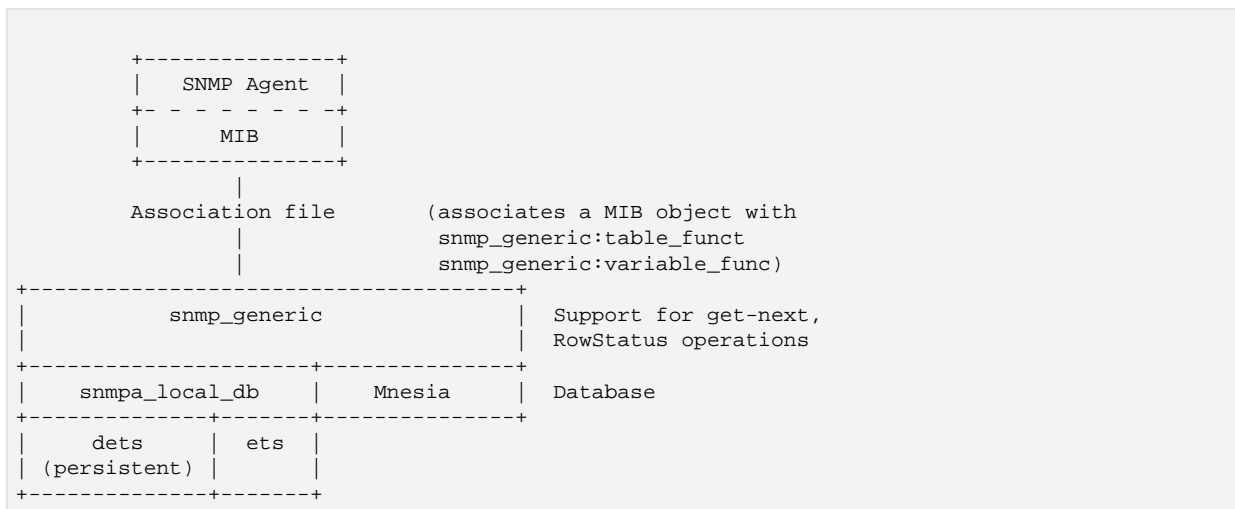 SNMP Agent
MIB
Association file (associates a MIB object with
snmp_generic:table_funct
snmp_generic:variable_func)
snmp_generic Support for get-next,
RowStatus operations
snmpa_local_db Mnesia Database
dets ets
(persistent)